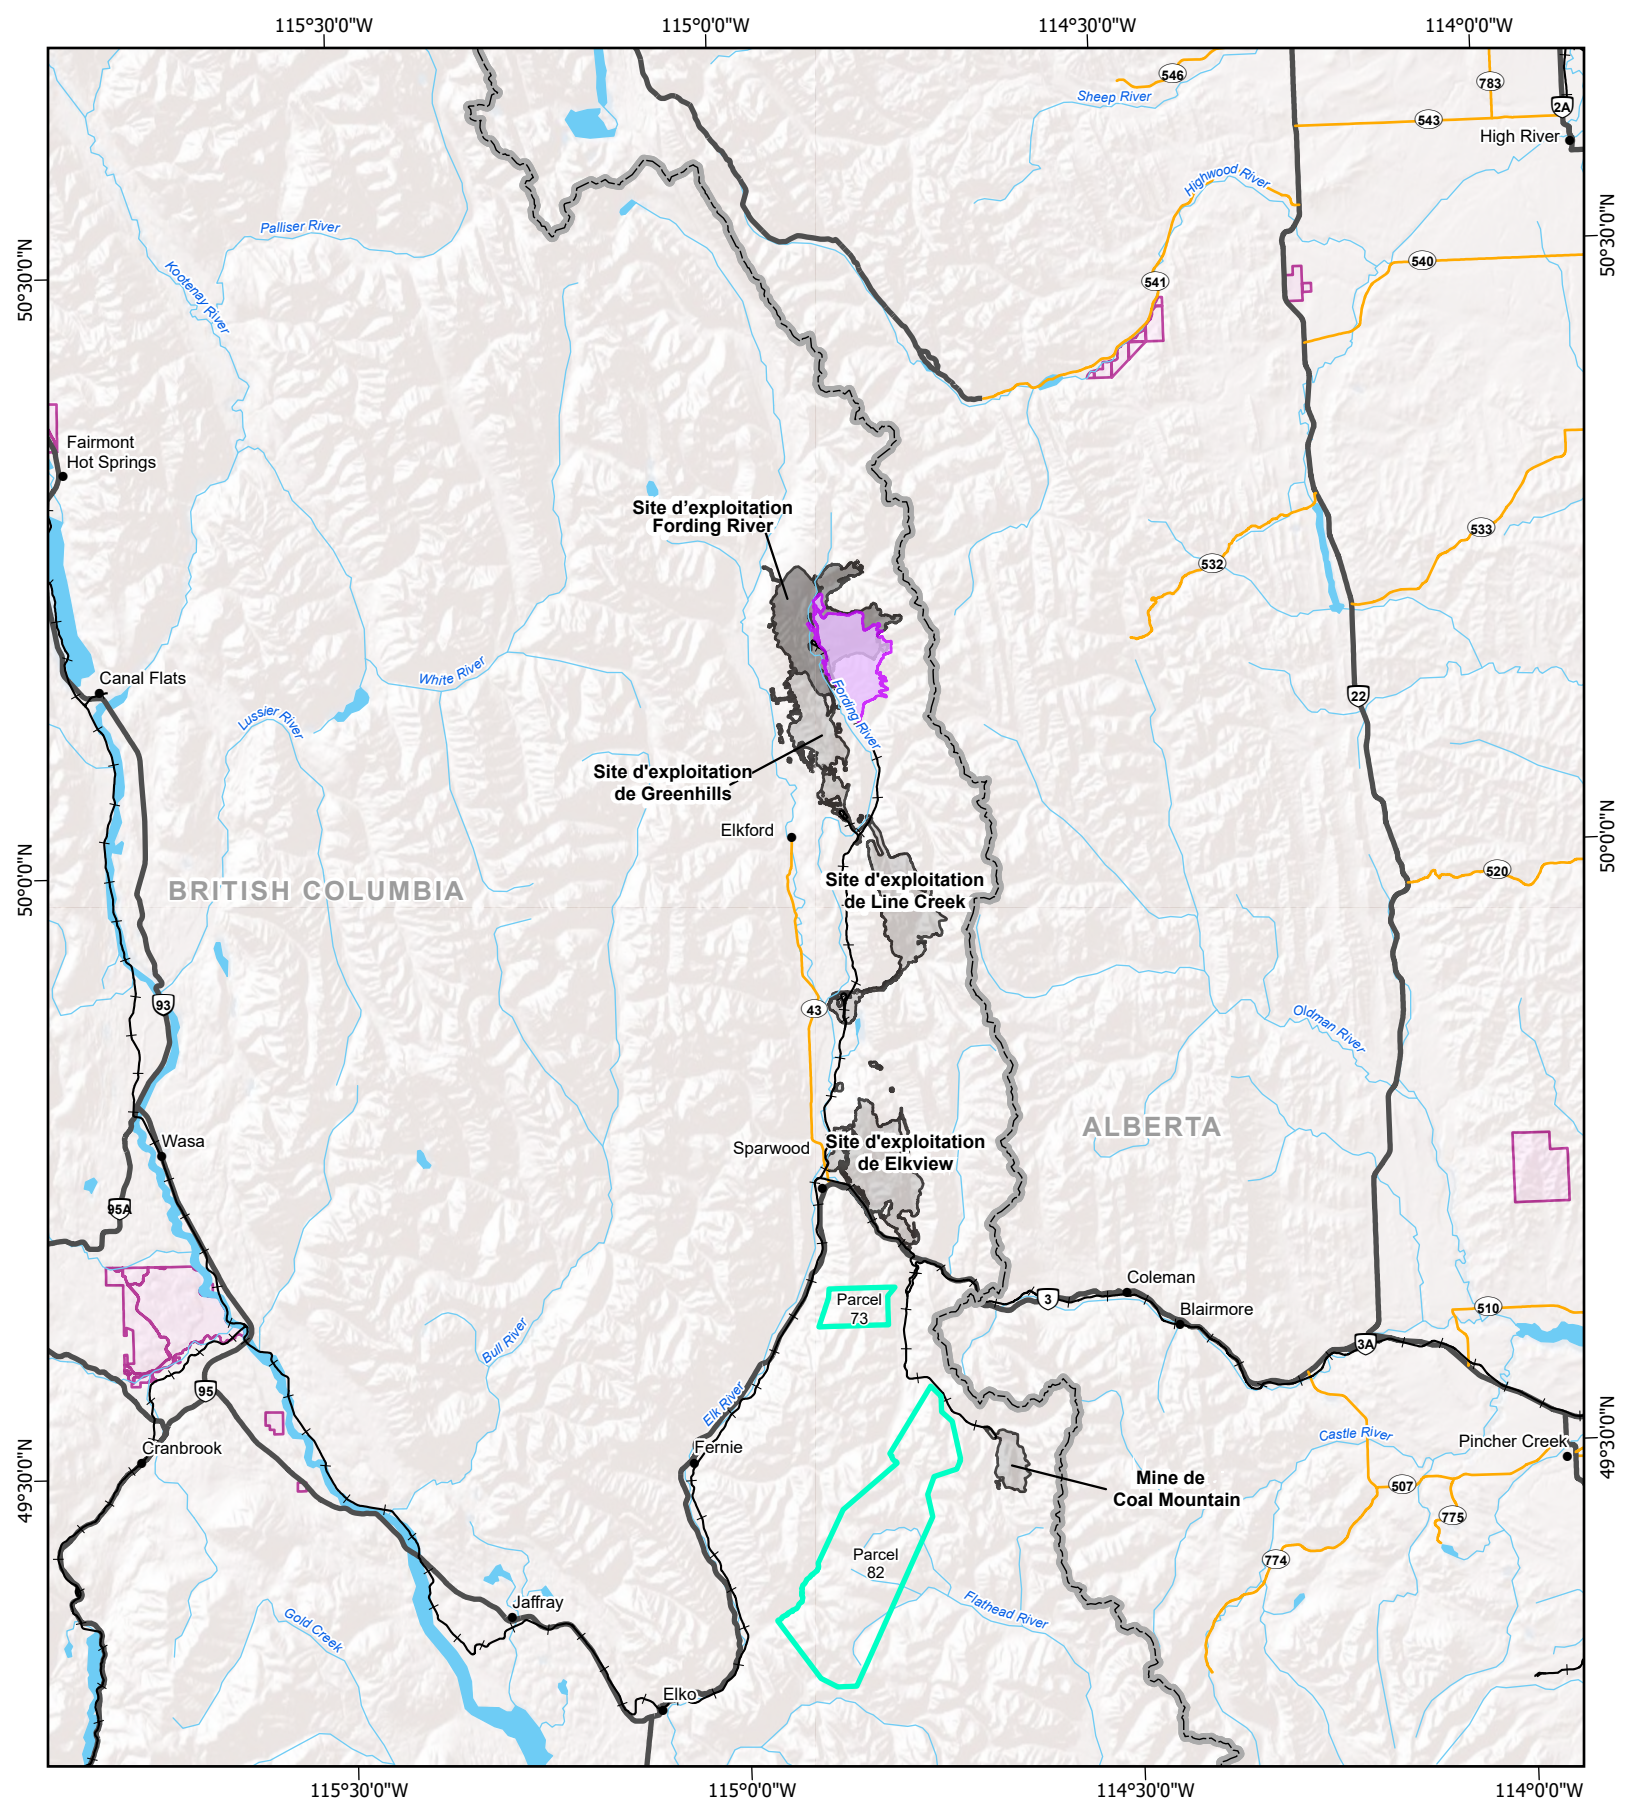 115°30'0"W
115°0'0"W
114°30'0"W
114°0'0"W
546
783
Sheep River
543
2A
High River
Highwood River
Palliser River
50°30'0"N
540
50°30'0"N
Kootenay River
541
Fairmont
Hot Springs
Site d'exploitation
Fording River
533
532
White River
Canal Flats
22
Fording River
Lussier River
Site d'exploitation
de Greenhills
Elkford
50°0'0"N
50°0'0"N
520
BRITISH COLUMBIA
Site d'exploitation
de Line Creek
93
43
Oldman River
ALBERTA
Wasa
Sparwood
Site d'exploitation
de Elkview
95A
Coleman
Parcel
73
3
Blairmore
510
Bull River
3A
95
Elk River
Castle River
Cranbrook
Fernie
Pincher Creek
49°30'0"N
49°30'0"N
Mine de
Coal Mountain
507
775
Parcel
82
774
Flathead River
Jaffray
Gold Creek
Elko
115°30'0"W
115°0'0"W
114°30'0"W
114°0'0"W